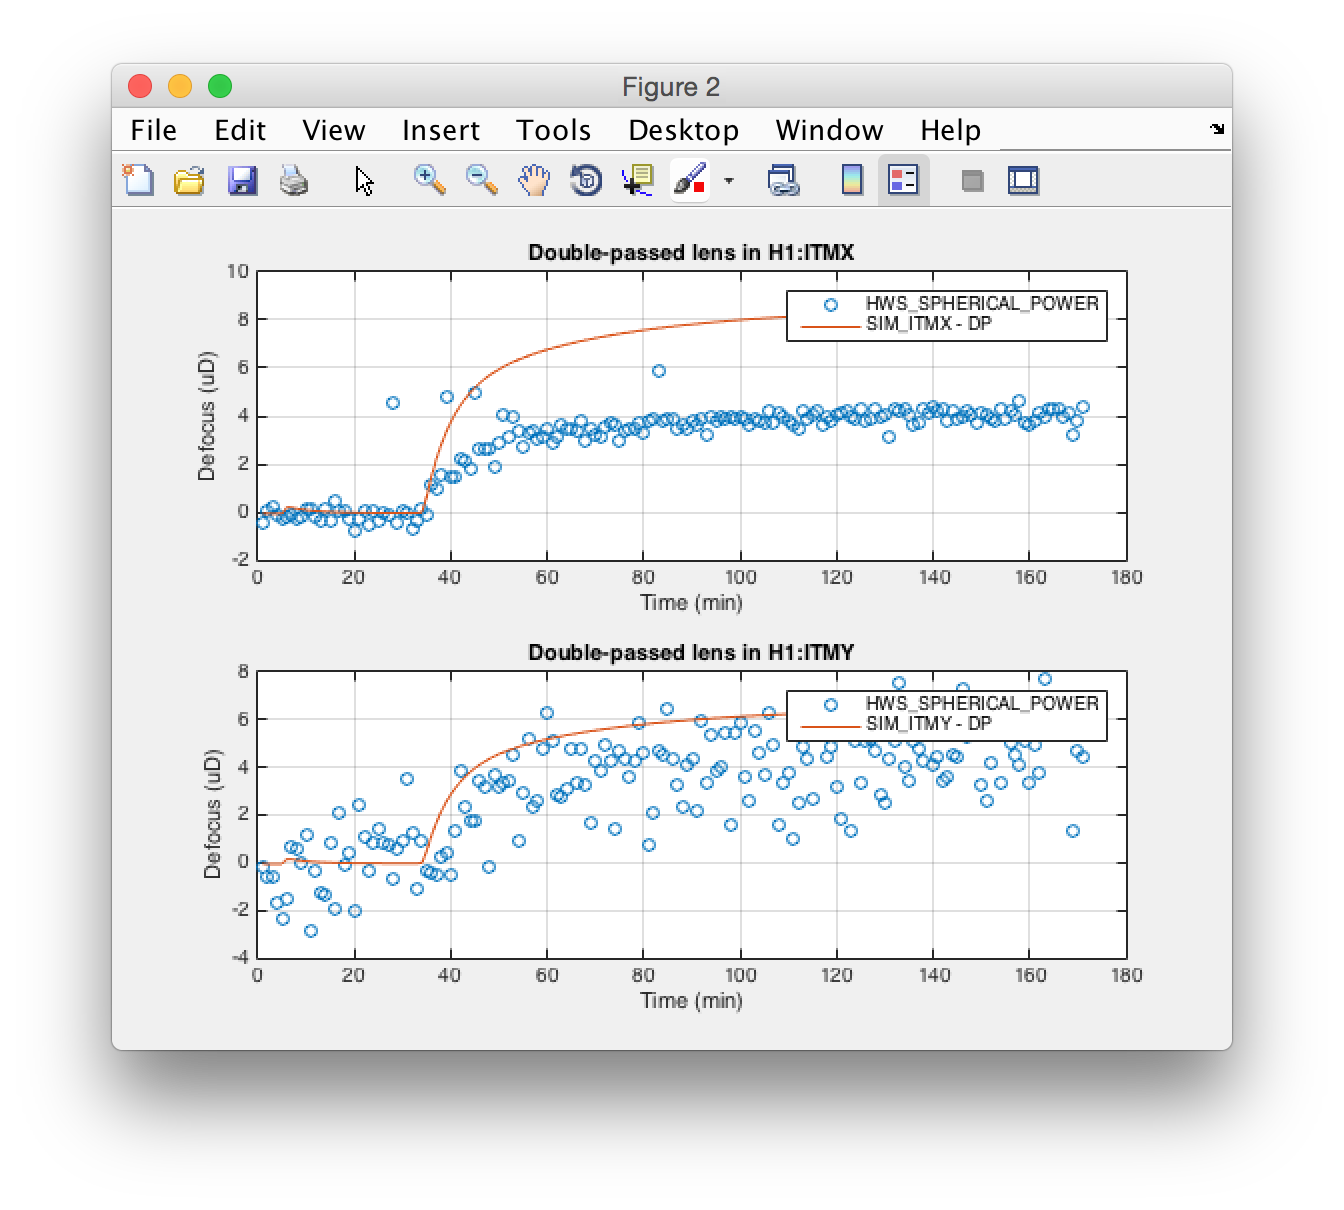 Figure 2
File Edit View Insert Tools Desktop Window Help
Double-passed lens in H1:ITMX
10
8
6
4
2
0
-2
Defocus (uD)
HWS_SPHERICAL_POWER
SIM_ITMX - DP
0 20 40 60 80 100 120 140 160 180
Time (min)
Double-passed lens in H1:ITMY
8
6
4
2
0
-2
-4
Defocus (uD)
HWS_SPHERICAL_POWER
SIM_ITMY - DP
0 20 40 60 80 100 120 140 160 180
Time (min)